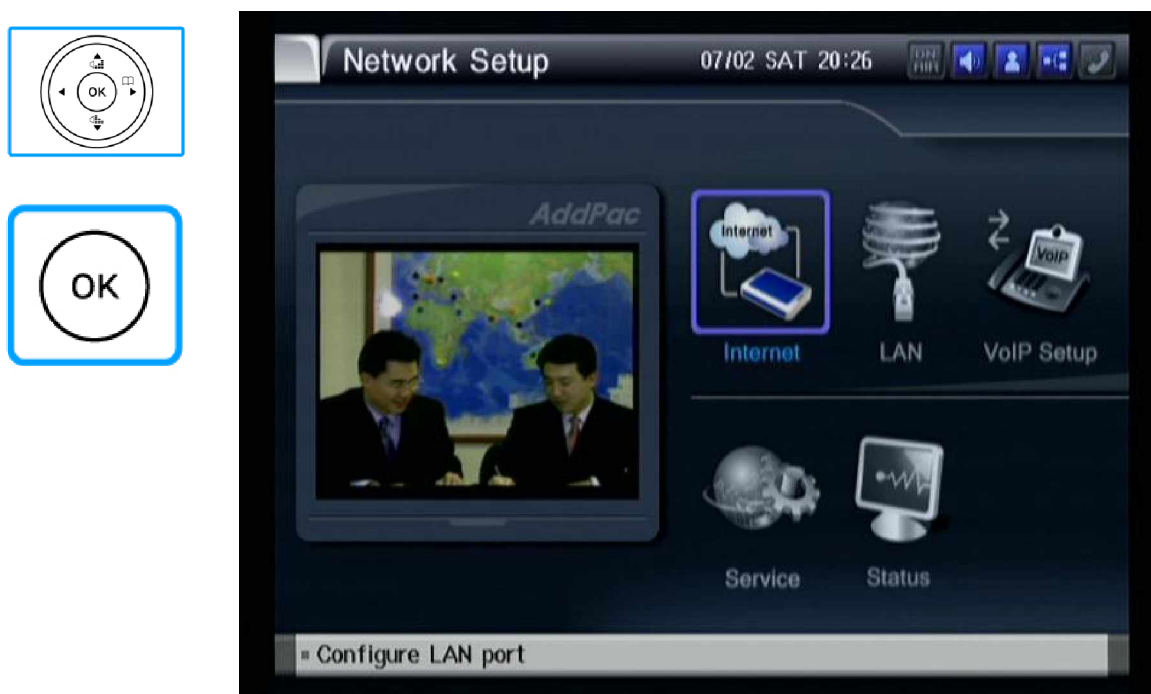 OK
OK
Network Setup
07/02 SAT 20:26
AddPac
Internet
VoIP
Internet
LAN
VoIP Setup
Service
Status
Configure LAN port